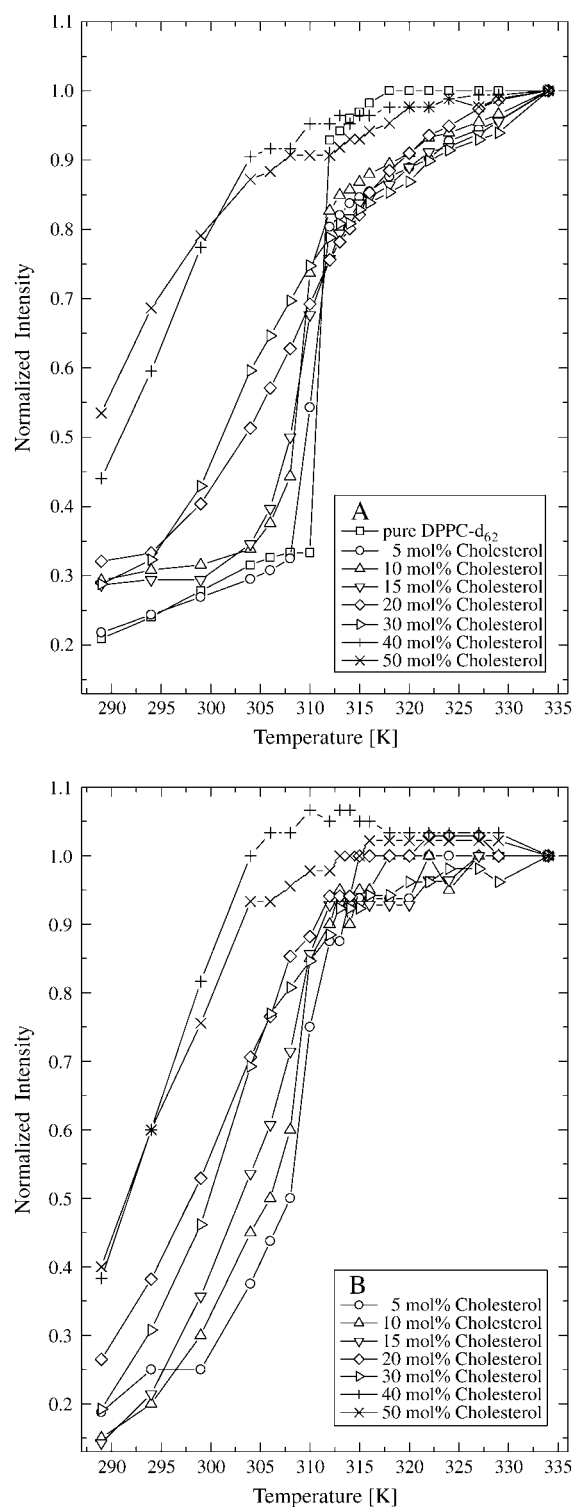 1.0
0.9
0.8
0.7
0.6
0.5
0.4
0.3
0.2
Normalized Intensity
A
pure DPPC-d62
5 mol% Cholesterol
10 mol% Cholesterol
15 mol% Cholesterol
20 mol% Cholesterol
30 mol% Cholesterol
40 mol% Cholesterol
50 mol% Cholesterol
290 295 300 305 310 315 320 325 330 335
Temperature [K]
1.1
1.0
0.9
0.8
0.7
0.6
0.5
0.4
0.3
0.2
Normalized Intensity
B
5 mol% Cholesterol
10 mol% Cholesterol
15 mol% Cholesterol
20 mol% Cholesterol
30 mol% Cholesterol
40 mol% Cholesterol
50 mol% Cholesterol
290 295 300 305 310 315 320 325 330 335
Temperature [K]